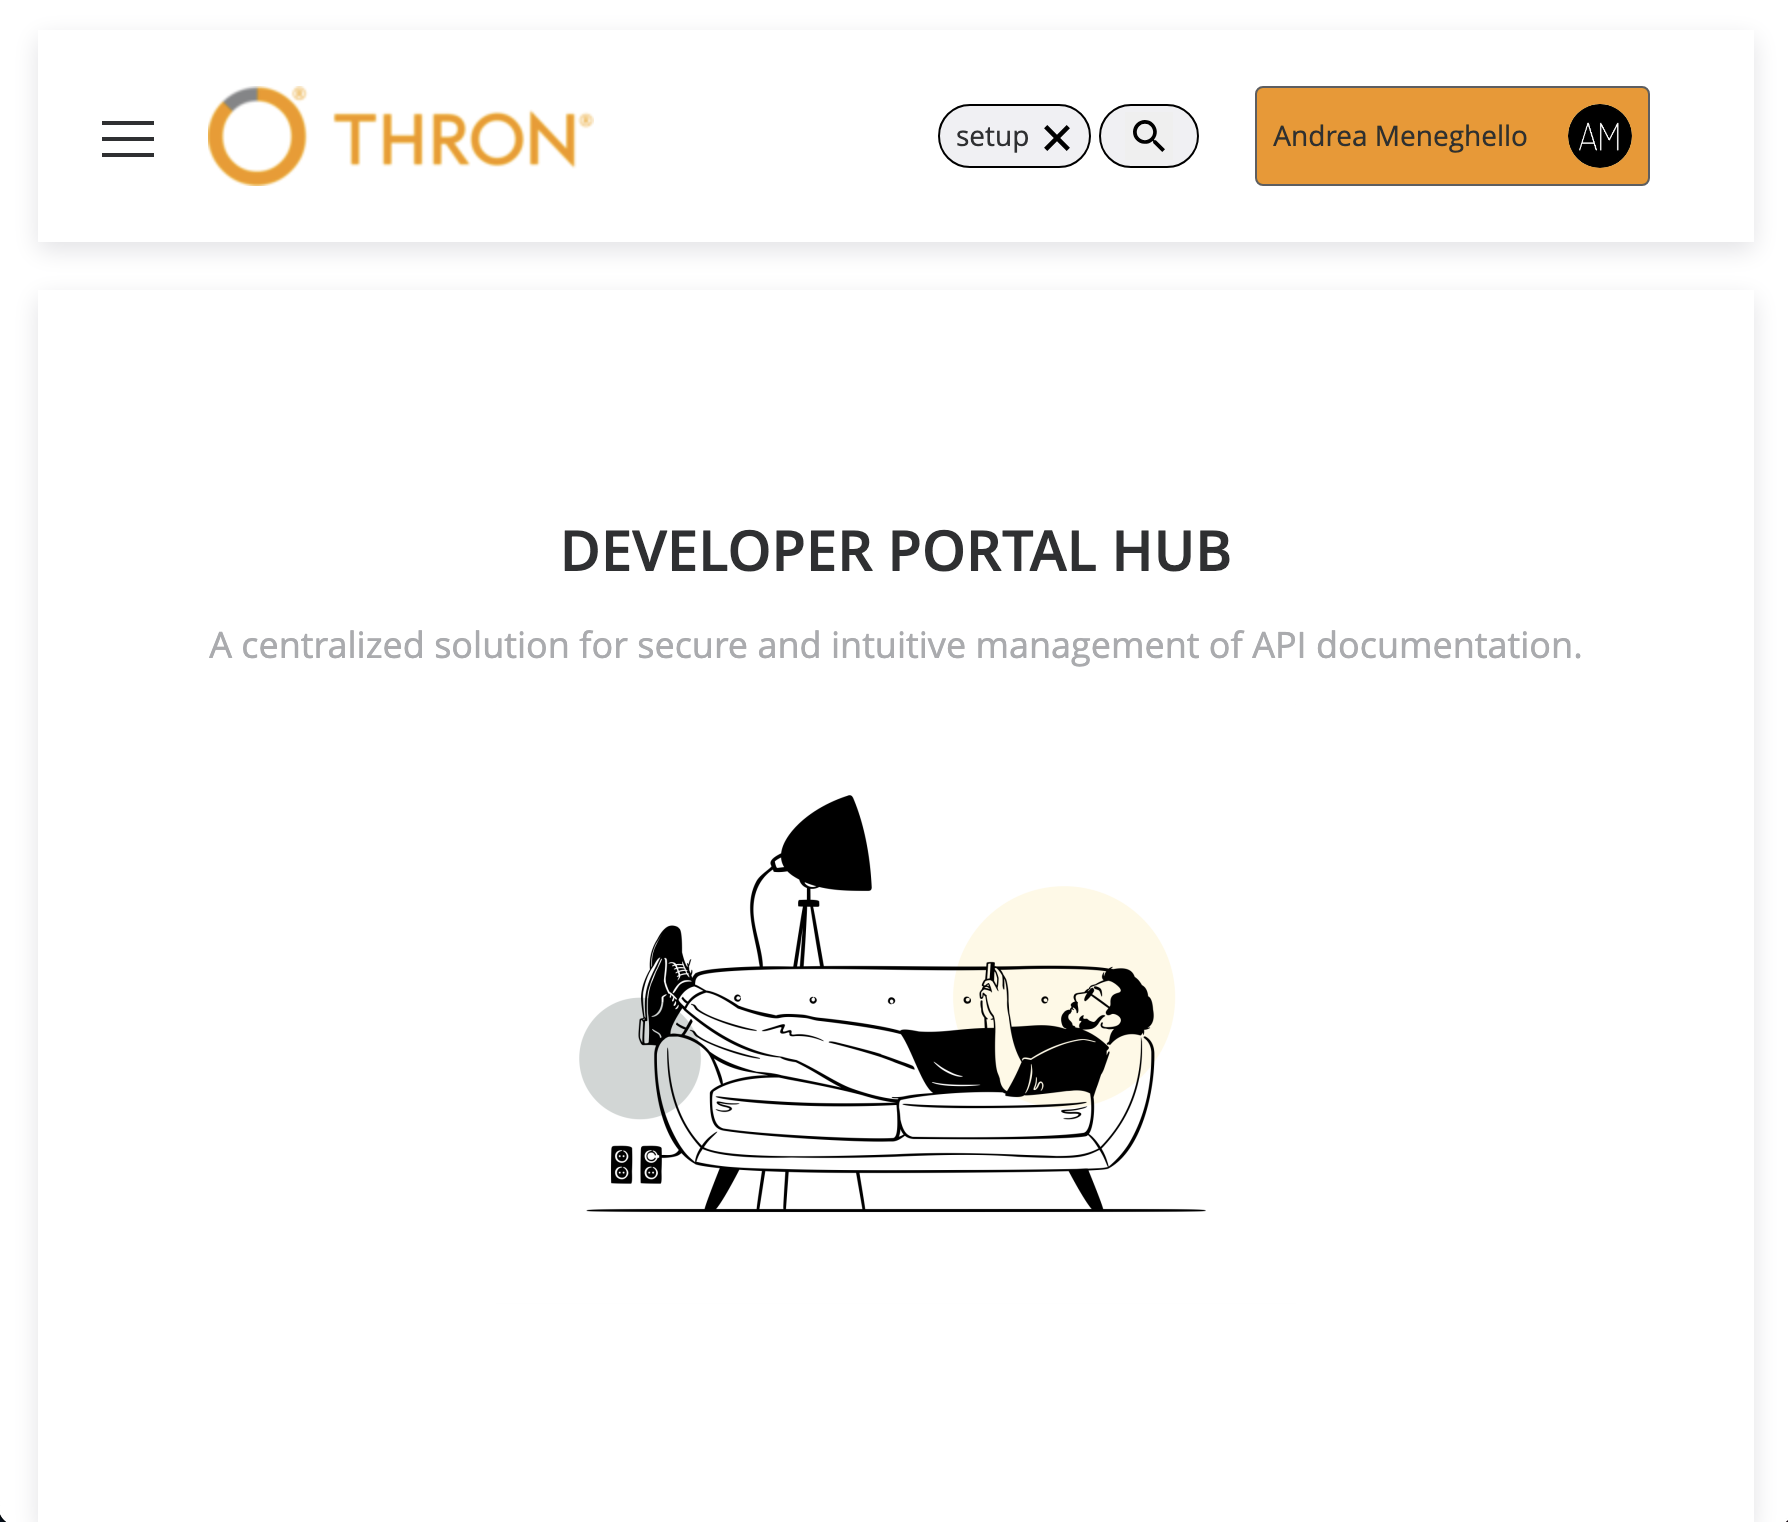 THRON®
setup
Andrea Meneghello
AM
DEVELOPER PORTAL HUB
A centralized solution for secure and intuitive management of API documentation.